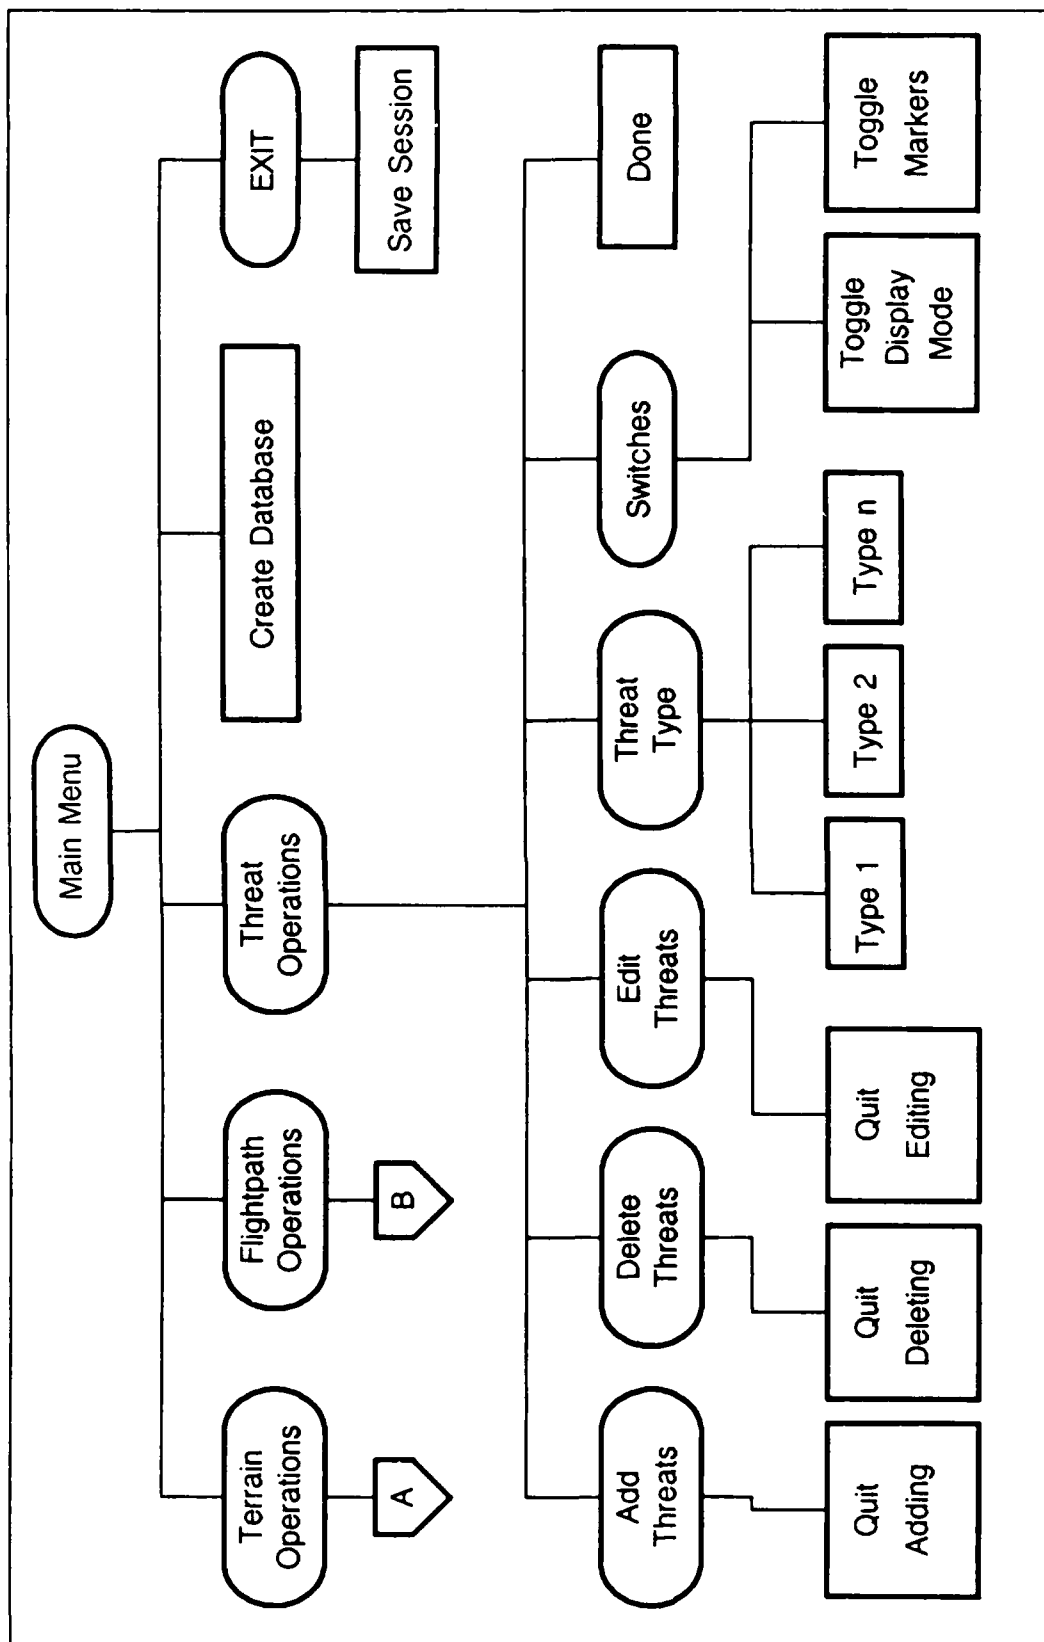 Main Menu
Terrain
Operations
Flightpath
Operations
Threat
Operations
Create Database
EXIT
A
B
Save Session
Add
Threats
Delete
Threats
Edit
Threats
Threat
Type
Switches
Done
Quit
Adding
Quit
Deleting
Quit
Editing
Type 1
Type 2
Type n
Toggle
Display
Mode
Toggle
Markers